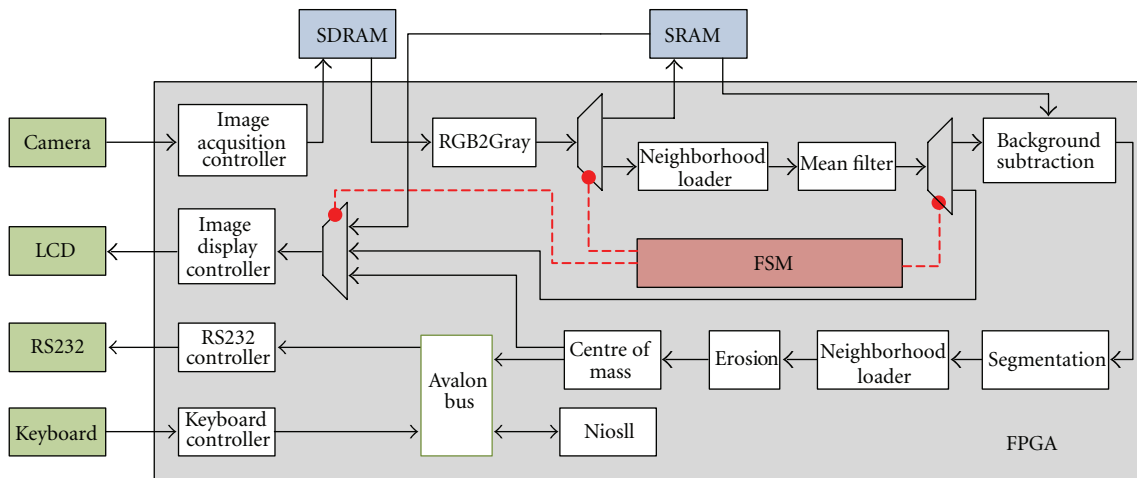 SDRAM
SRAM
Camera
Image
acqusition
controller
RGB2Gray
Neighborhood
loader
Mean filter
Background
subtraction
LCD
Image
display
controller
FSM
RS232
RS232
controller
Avalon
bus
Centre of
mass
Erosion
Neighborhood
loader
Segmentation
Keyboard
Keyboard
controller
Niosll
FPGA